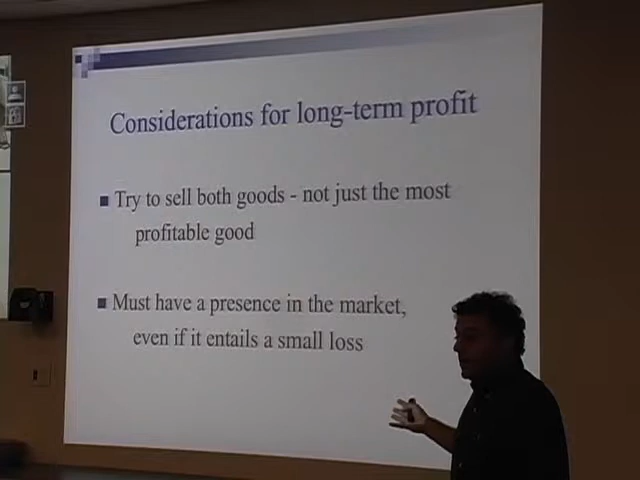 Considerations for long-term profit
Try to sell both goods - not just the most
profitable good
Must have a presence in the market,
even if it entails a small loss